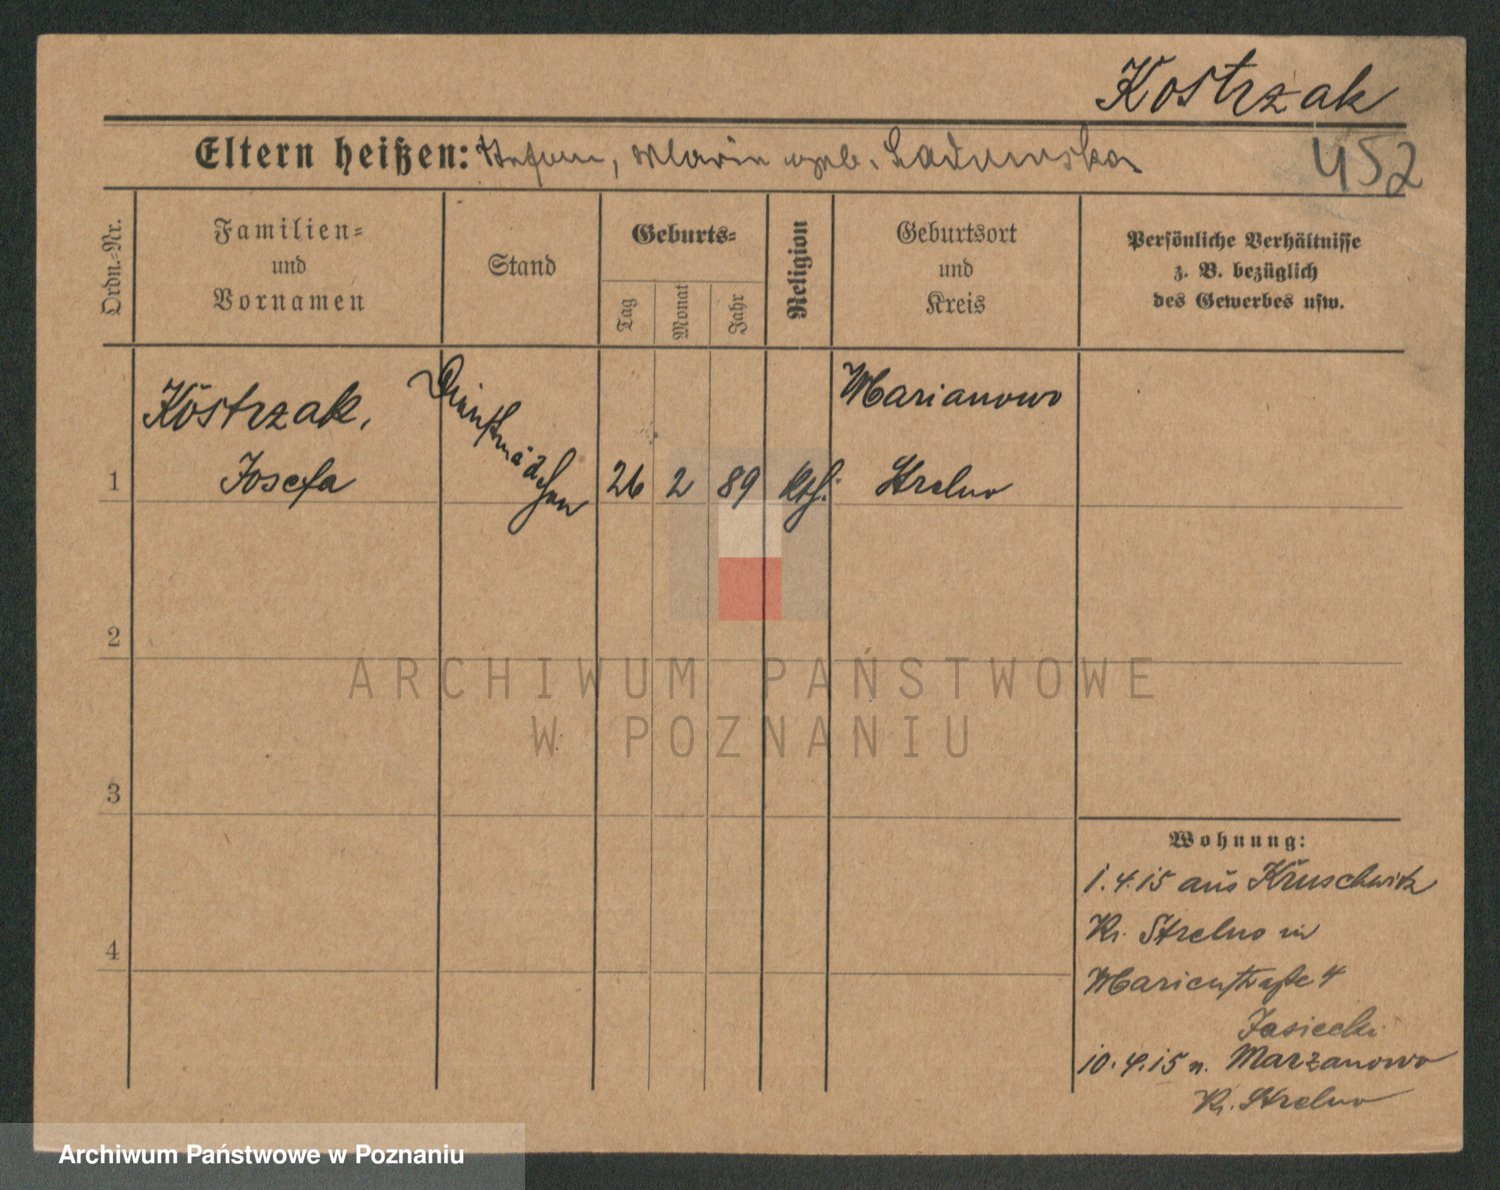 Kostrzak
452
Eltern heißen: Stefan, Maria geb. Ladowska
Ordn.-Nr.
Familien-
und
Vornamen
Stand
Geburts-
Tag
Monat
Jahr
Religion
Geburtsort
und
Kreis
Persönliche Verhältnisse
z. B. bezüglich
des Gewerbes usw.
Kostrzak,
Dienstmädchen
Marianowo
1 Josefa 26 2 89 kth. Strelno
2
ARCHIWUM PAŃSTWOWE
W POZNANIU
3
Wohnung:
1.4.15 aus Kruschwitz
Kr. Strelno in
4
Marienstraße 4
Jasiecki
10.4.15 n. Marzanowo
Kr. Strelno
Archiwum Państwowe w Poznaniu